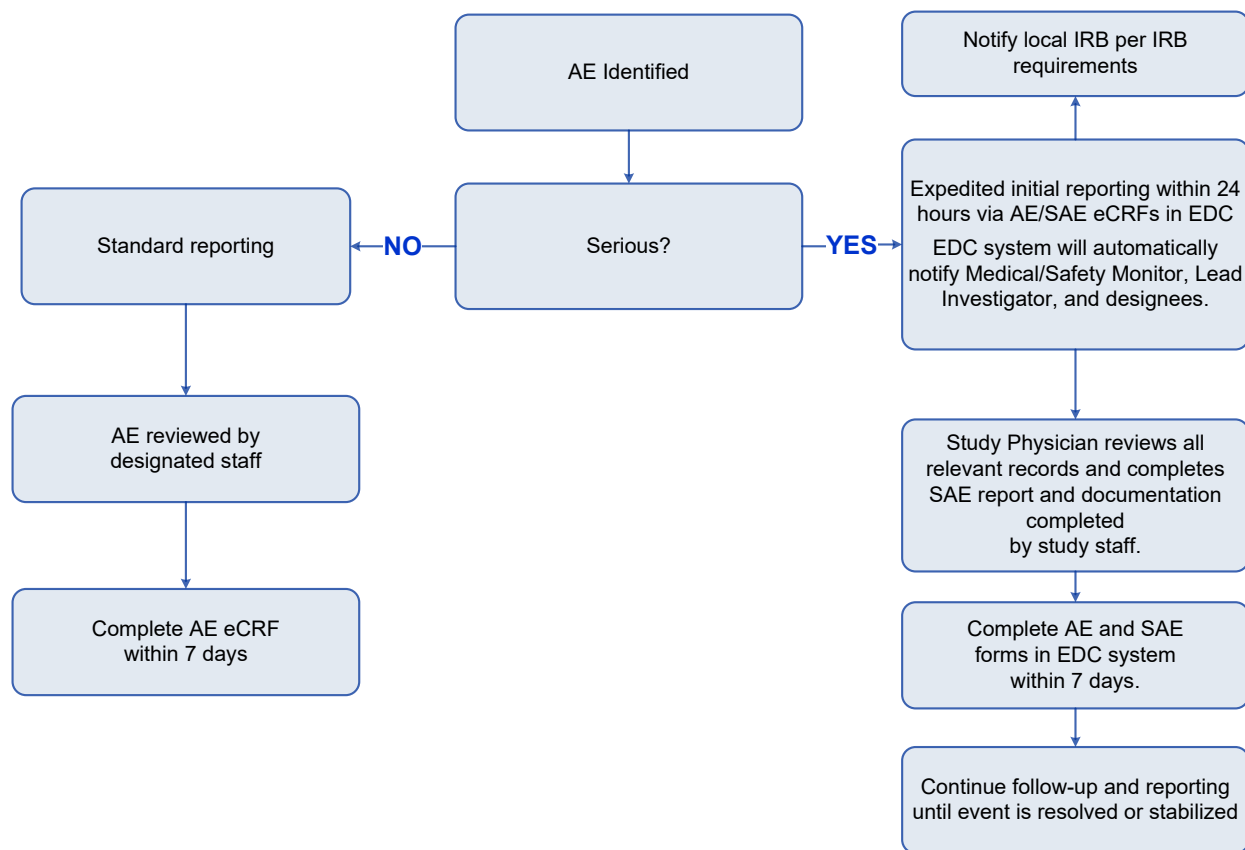 AE Identified
Notify local IRB per IRB
requirements
Serious?
NO
YES
Standard reporting
Expedited initial reporting within 24
hours via AE/SAE eCRFs in EDC
EDC system will automatically
notify Medical/Safety Monitor, Lead
Investigator, and designees.
AE reviewed by
designated staff
Study Physician reviews all
relevant records and completes
SAE report and documentation
completed
by study staff.
Complete AE eCRF
within 7 days
Complete AE and SAE
forms in EDC system
within 7 days.
Continue follow-up and reporting
until event is resolved or stabilized